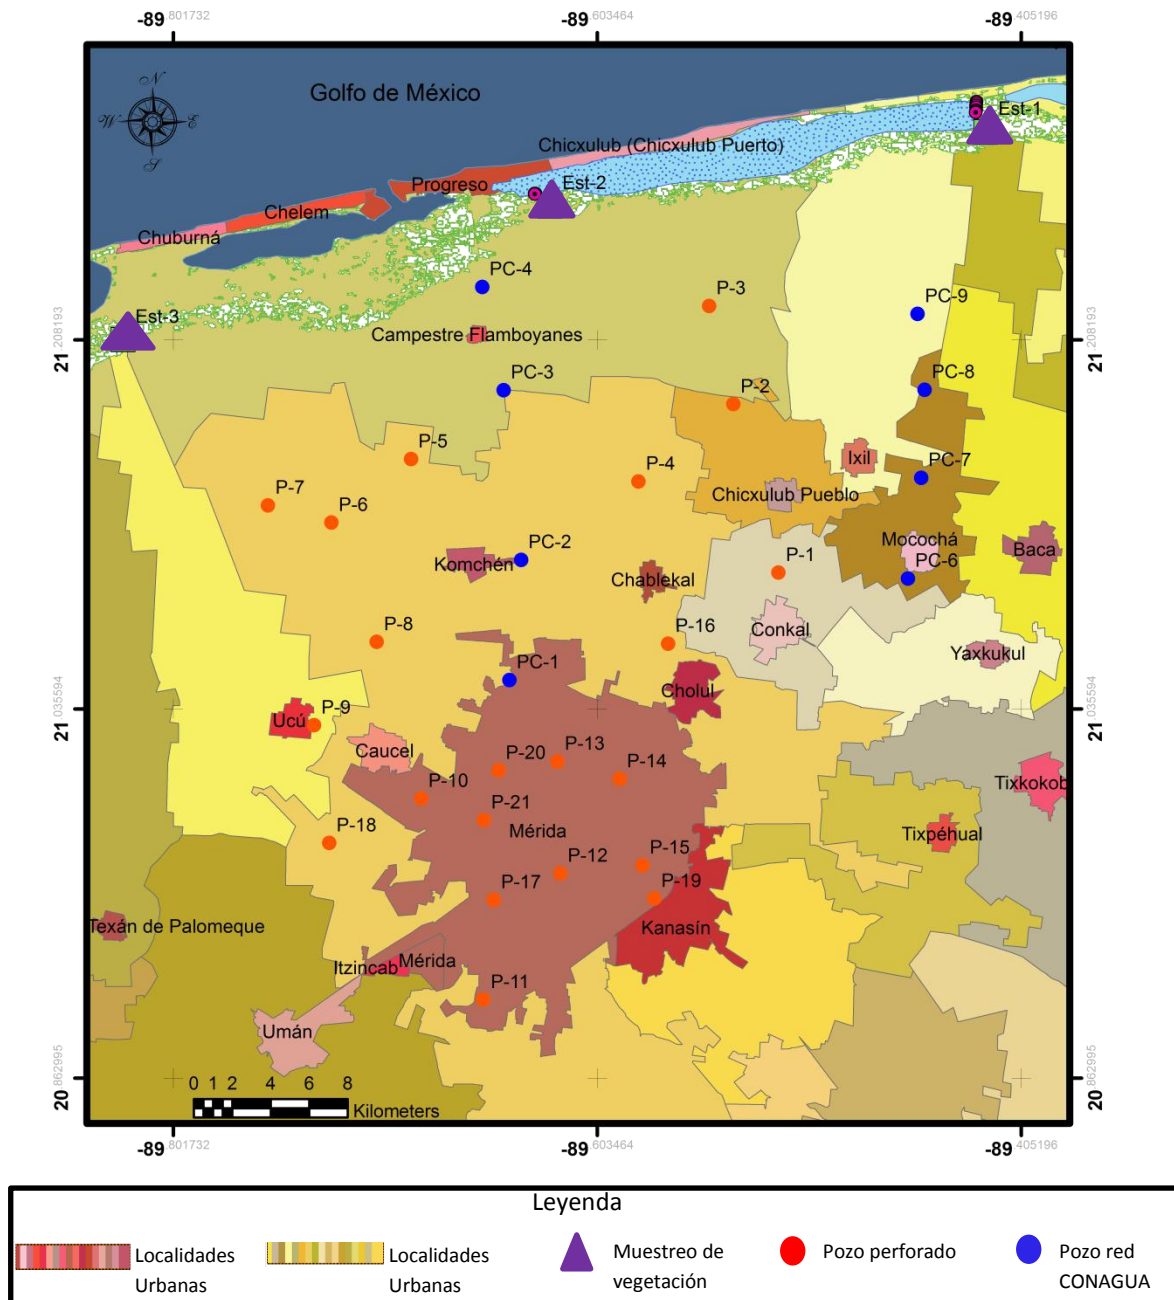 -89.801732
-89.603464
-89.405196
N
W
E
S
Golfo de México
Est-1
Chicxulub (Chicxulub Puerto)
Progreso
Est-2
Chelem
Chuburná
PC-4
P-3
PC-9
Est-3
21.208193
21.208193
Campestre Flamboyanes
PC-3
P-2
PC-8
P-5
P-4
Ixil
PC-7
P-7
P-6
Chicxulub Pueblo
PC-2
Komchén
Chablekal
P-1
Mocochá
PC-6
Baca
P-8
P-16
Conkal
Yaxkukul
PC-1
Cholul
21.035594
21.035594
Ucú
P-9
Caucel
P-20
P-13
P-14
P-10
P-21
Mérida
Tixkokob
Tixpéhual
P-18
P-12
P-15
P-17
P-19
Kanasín
Texán de Palomeque
Itzincab
Mérida
P-11
Umán
0 1 2 4 6 8
Kilometers
20.862995
20.862995
-89.801732
-89.603464
-89.405196
Leyenda
Localidades
Urbanas
Localidades
Urbanas
Muestreo de
vegetación
Pozo perforado
Pozo red
CONAGUA